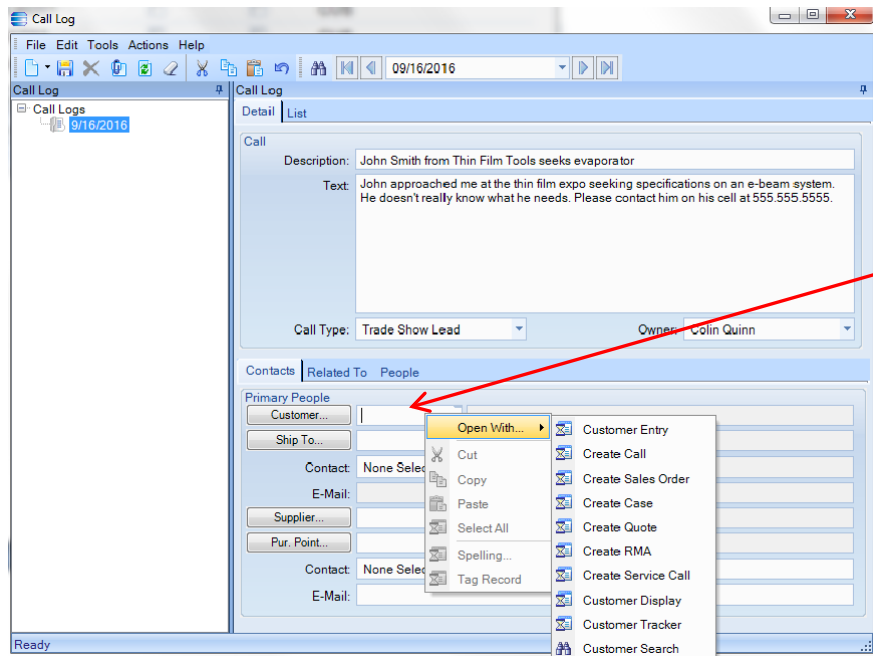 Call Log
File Edit Tools Actions Help
09/16/2016
Call Log
Call Logs
9/16/2016
Call Log
Detail List
Call
Description: John Smith from Thin Film Tools seeks evaporator
Text: John approached me at the thin film expo seeking specifications on an e-beam system.
He doesn't really know what he needs. Please contact him on his cell at 555.555.5555.
Call Type: Trade Show Lead Owner: Colin Quinn
Contacts Related To People
Primary People
Customer...
Ship To...
Contact: None Selec
E-Mail:
Supplier...
Pur. Point...
Contact: None Selec
E-Mail:
Open With...
Cut
Copy
Paste
Select All
Spelling...
Tag Record
Customer Entry
Create Call
Create Sales Order
Create Case
Create Quote
Create RMA
Create Service Call
Customer Display
Customer Tracker
Customer Search
Ready